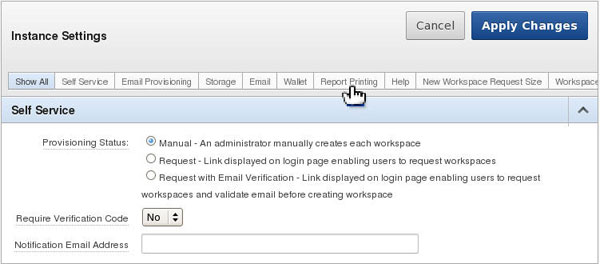 Instance Settings
Cancel
Apply Changes
Show All Self Service Email Provisioning Storage Email Wallet Report Printing Help New Workspace Request Size Workspace
Self Service
Provisioning Status:
Manual - An administrator manually creates each workspace
Request - Link displayed on login page enabling users to request workspaces
Request with Email Verification - Link displayed on login page enabling users to request
workspaces and validate email before creating workspace
Require Verification Code No
Notification Email Address